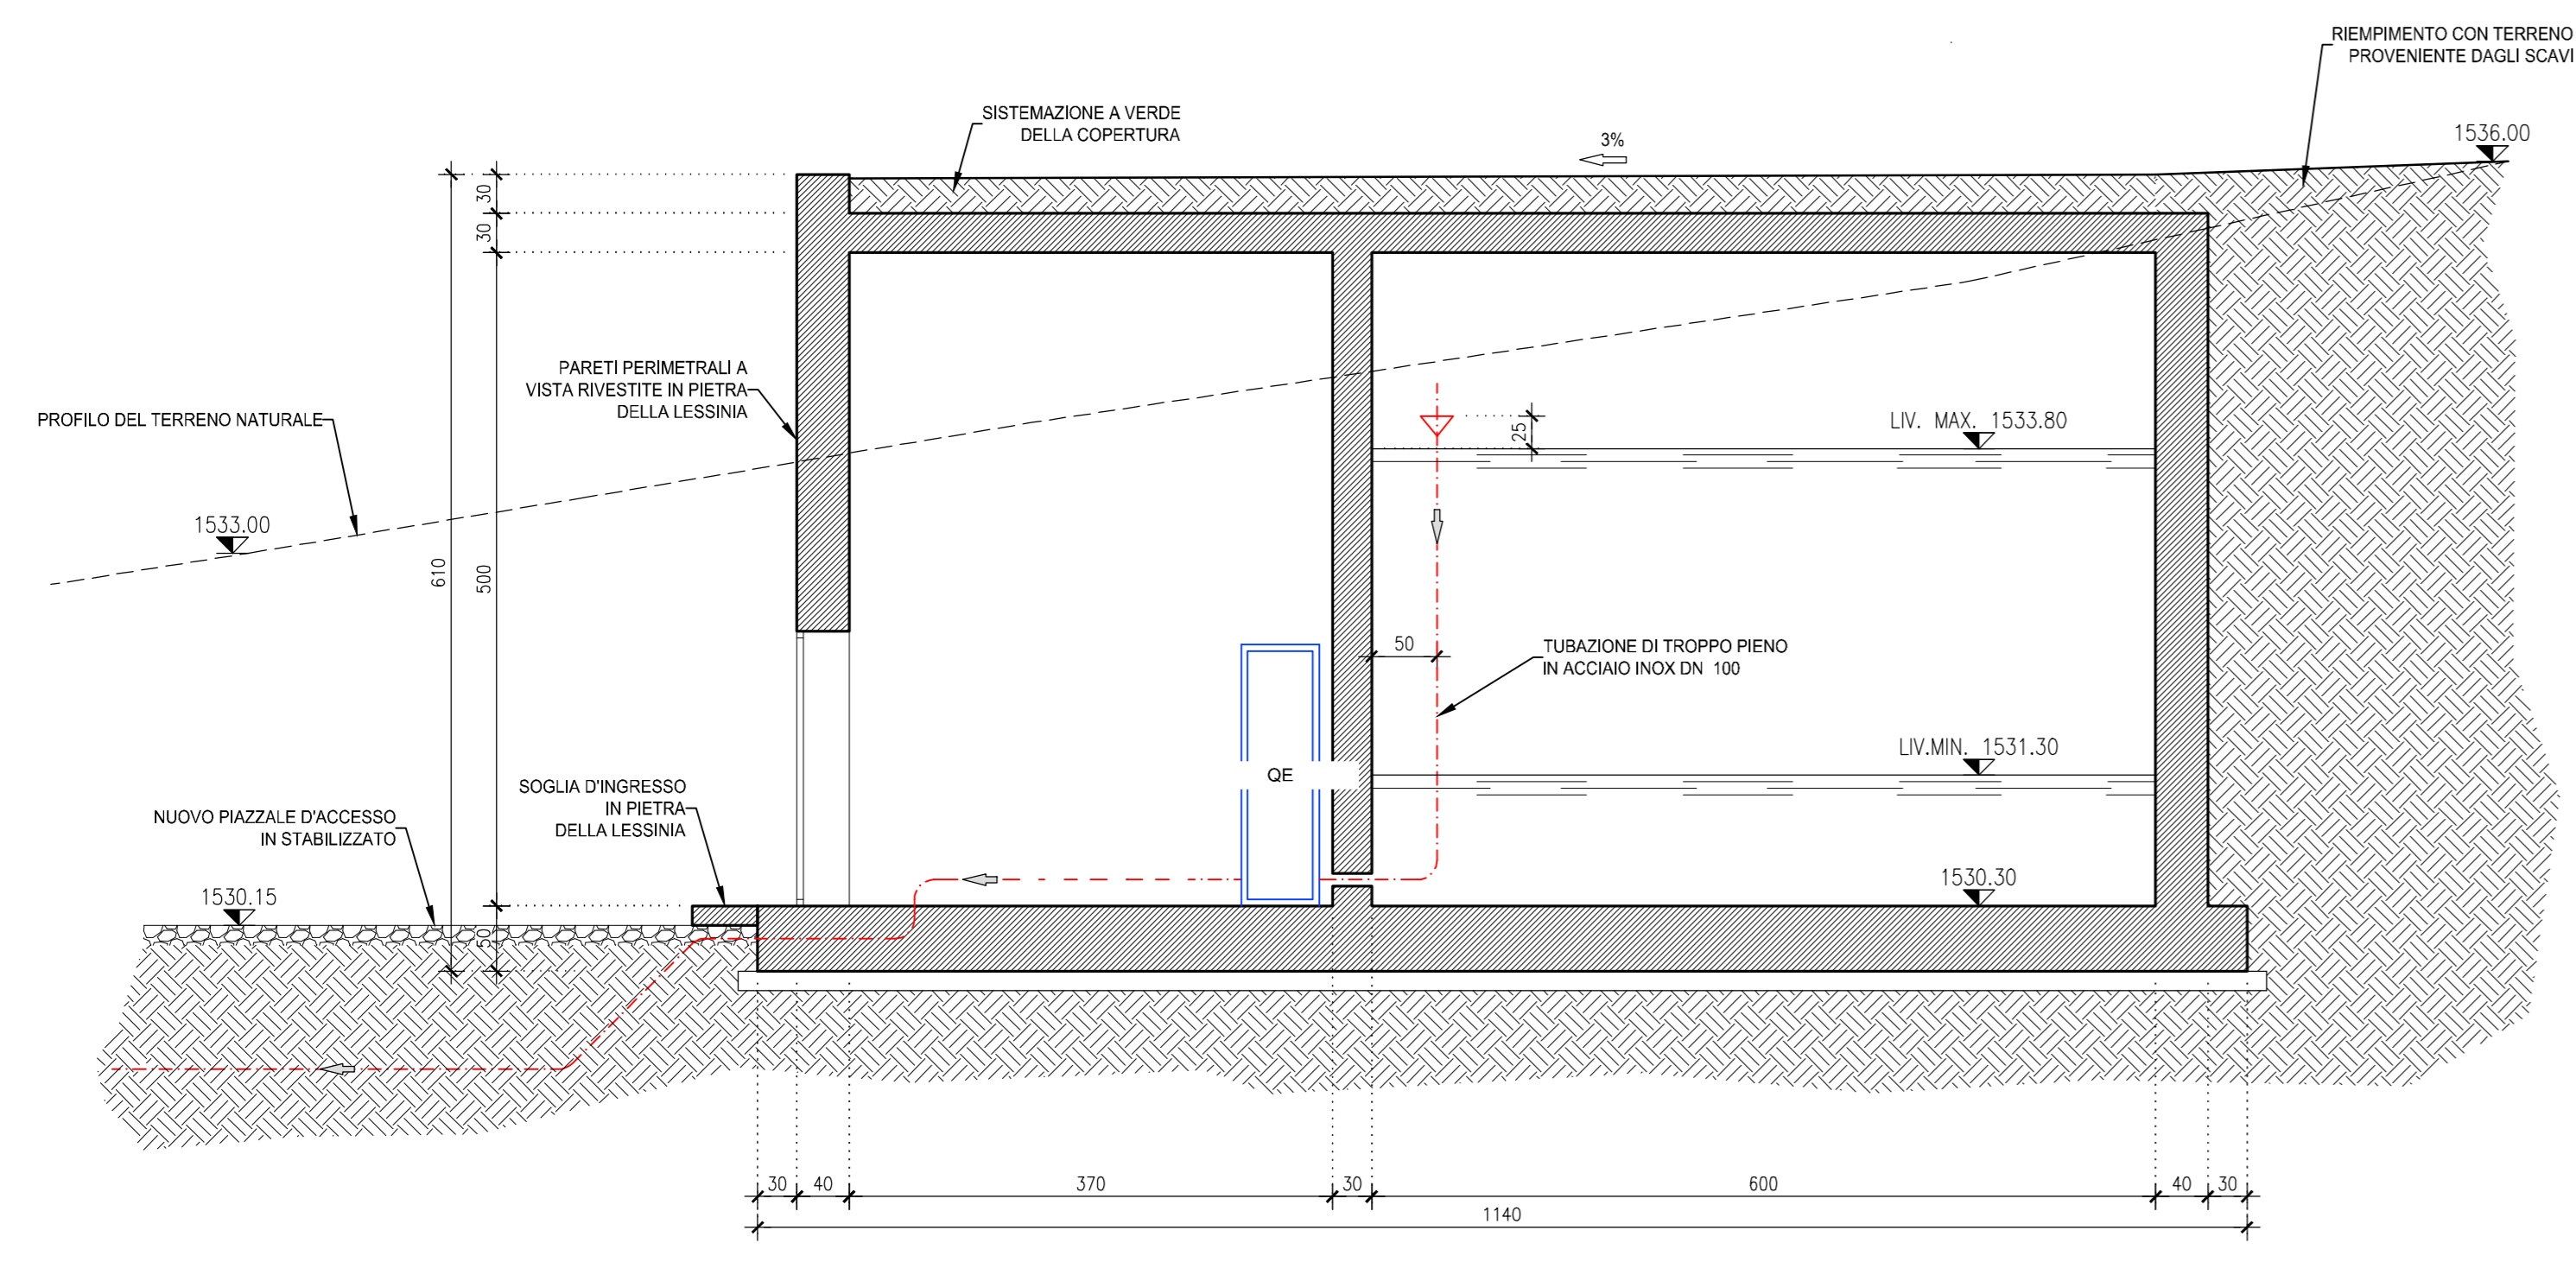 RIEMPIMENTO CON TERRENO
PROVENIENTE DAGLI SCAVI
SISTEMAZIONE A VERDE
DELLA COPERTURA
3%
1536.00
30
30
PARETI PERIMETRALI A
VISTA RIVESTITE IN PIETRA
DELLA LESSINIA
PROFILO DEL TERRENO NATURALE
25
LIV. MAX. 1533.80
1533.00
610
500
50
TUBAZIONE DI TROPPO PIENO
IN ACCIAIO INOX DN 100
LIV.MIN. 1531.30
QE
SOGLIA D'INGRESSO
IN PIETRA
DELLA LESSINIA
NUOVO PIAZZALE D'ACCESSO
IN STABILIZZATO
1530.15
1530.30
50
30 40 370 30 600 40 30
1140